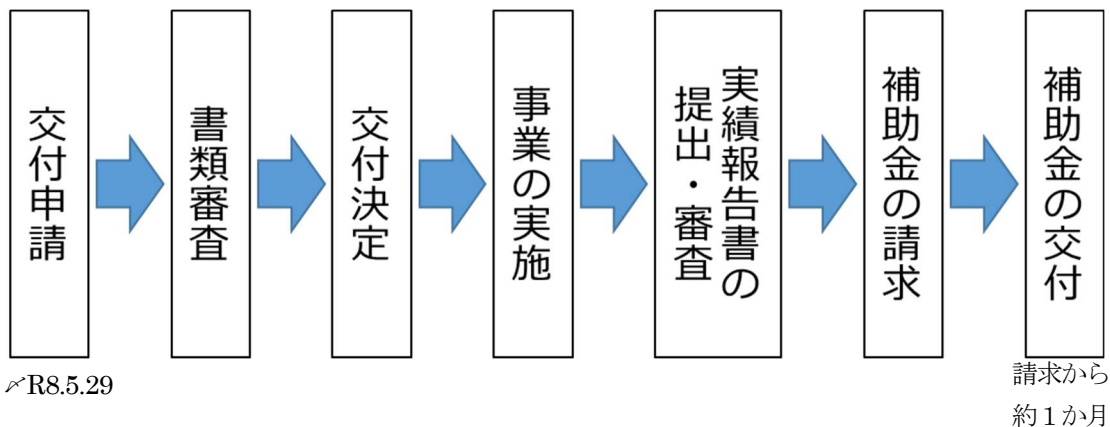 交付申請
書類審査
交付決定
事業の実施
実績報告書の
提出・審査
補助金の請求
補助金の交付
〆R8.5.29
請求から
約１か月